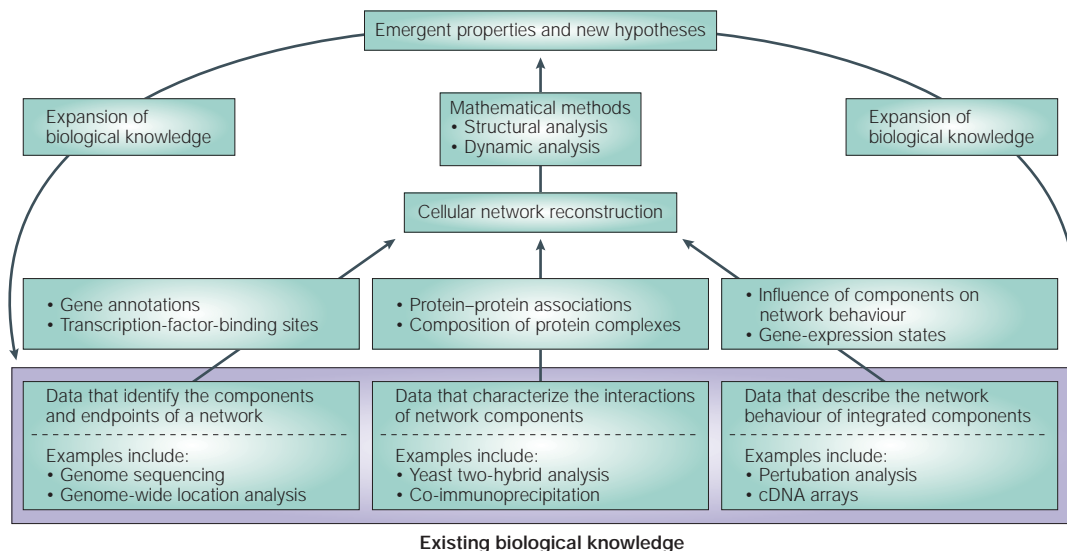 Emergent properties and new hypotheses
Mathematical methods
• Structural analysis
• Dynamic analysis
Expansion of
biological knowledge
Expansion of
biological knowledge
Cellular network reconstruction
• Gene annotations
• Transcription-factor-binding sites
• Protein–protein associations
• Composition of protein complexes
• Influence of components on
network behaviour
• Gene-expression states
Data that identify the components
and endpoints of a network
Examples include:
• Genome sequencing
• Genome-wide location analysis
Data that characterize the interactions
of network components
Examples include:
• Yeast two-hybrid analysis
• Co-immunoprecipitation
Data that describe the network
behaviour of integrated components
Examples include:
• Pertubation analysis
• cDNA arrays
Existing biological knowledge